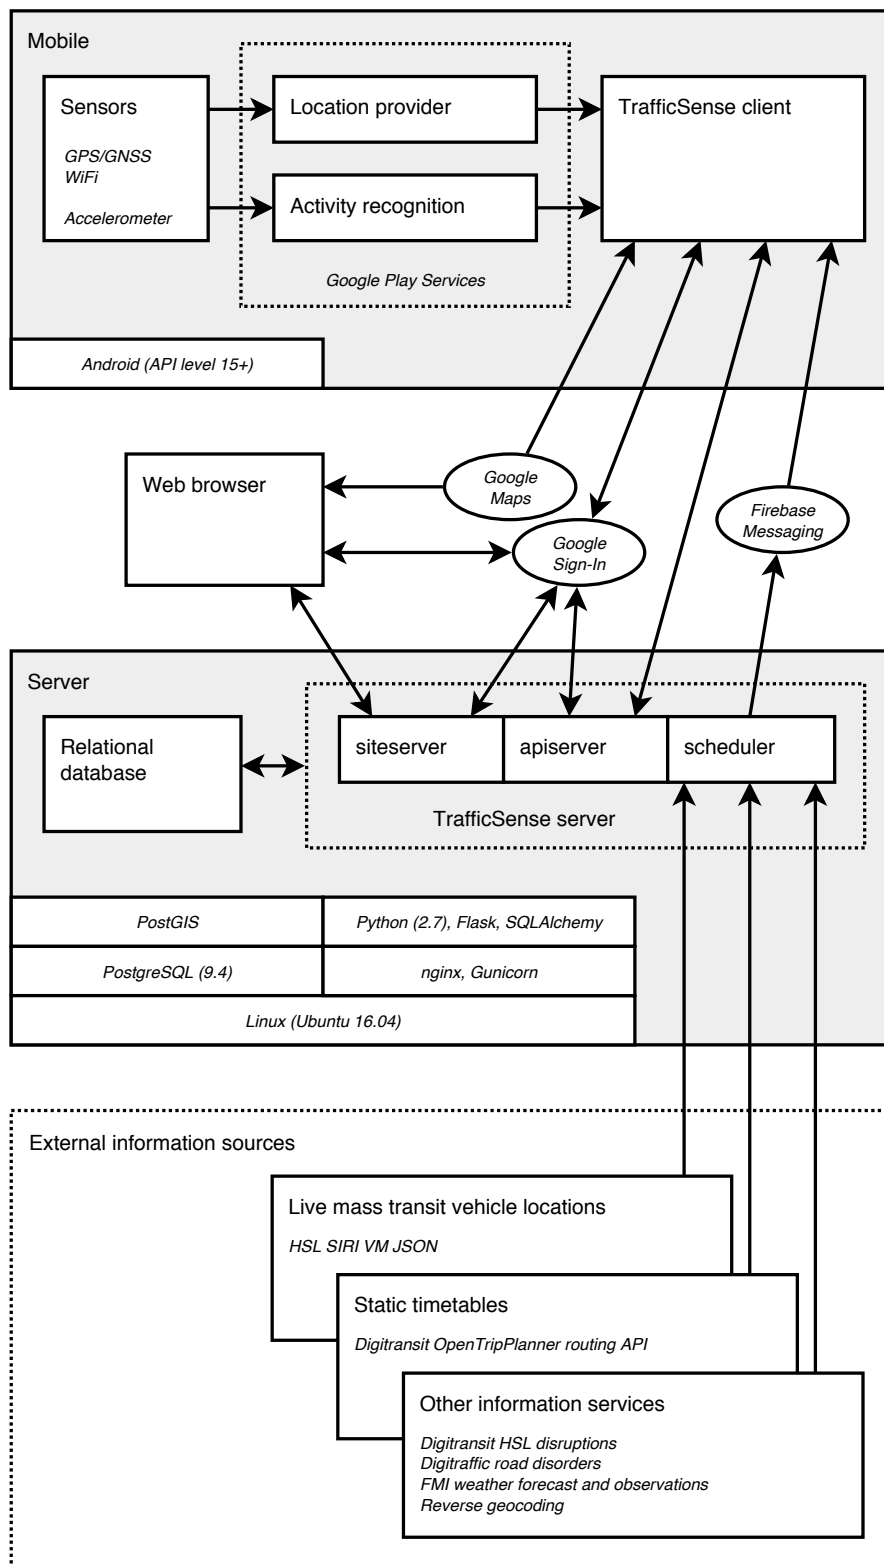 Mobile
Sensors
GPS/GNSS
WiFi
Accelerometer
Location provider
Activity recognition
Google Play Services
TrafficSense client
Android (API level 15+)
Web browser
Google
Maps
Google
Sign-In
Firebase
Messaging
Server
Relational
database
siteserver
apiserver
scheduler
TrafficSense server
PostGIS
Python (2.7), Flask, SQLAlchemy
PostgreSQL (9.4)
nginx, Gunicorn
Linux (Ubuntu 16.04)
External information sources
Live mass transit vehicle locations
HSL SIRI VM JSON
Static timetables
Digitransit OpenTripPlanner routing API
Other information services
Digitransit HSL disruptions
Digitraffic road disorders
FMI weather forecast and observations
Reverse geocoding